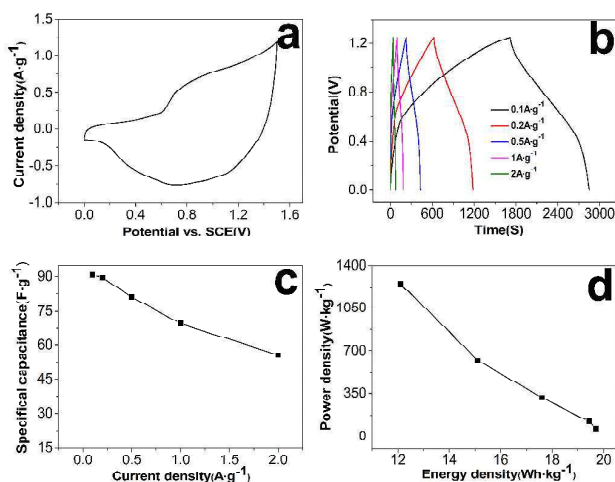 a
Current density(A·g⁻¹)
1.5
1.0
0.5
0.0
-0.5
-1.0
0.0 0.4 0.8 1.2 1.6
Potential vs. SCE(V)
b
Potential(V)
1.2
0.8
0.4
0.0
0.1A·g⁻¹
0.2A·g⁻¹
0.5A·g⁻¹
1A·g⁻¹
2A·g⁻¹
0 600 1200 1800 2400 3000
Time(S)
c
Specifical capacitance(F·g⁻¹)
90
75
60
45
30
15
0.0 0.5 1.0 1.5 2.0
Current density(A·g⁻¹)
d
Power density(W·kg⁻¹)
1400
1050
700
350
0
12 14 16 18 20
Energy density(Wh·kg⁻¹)